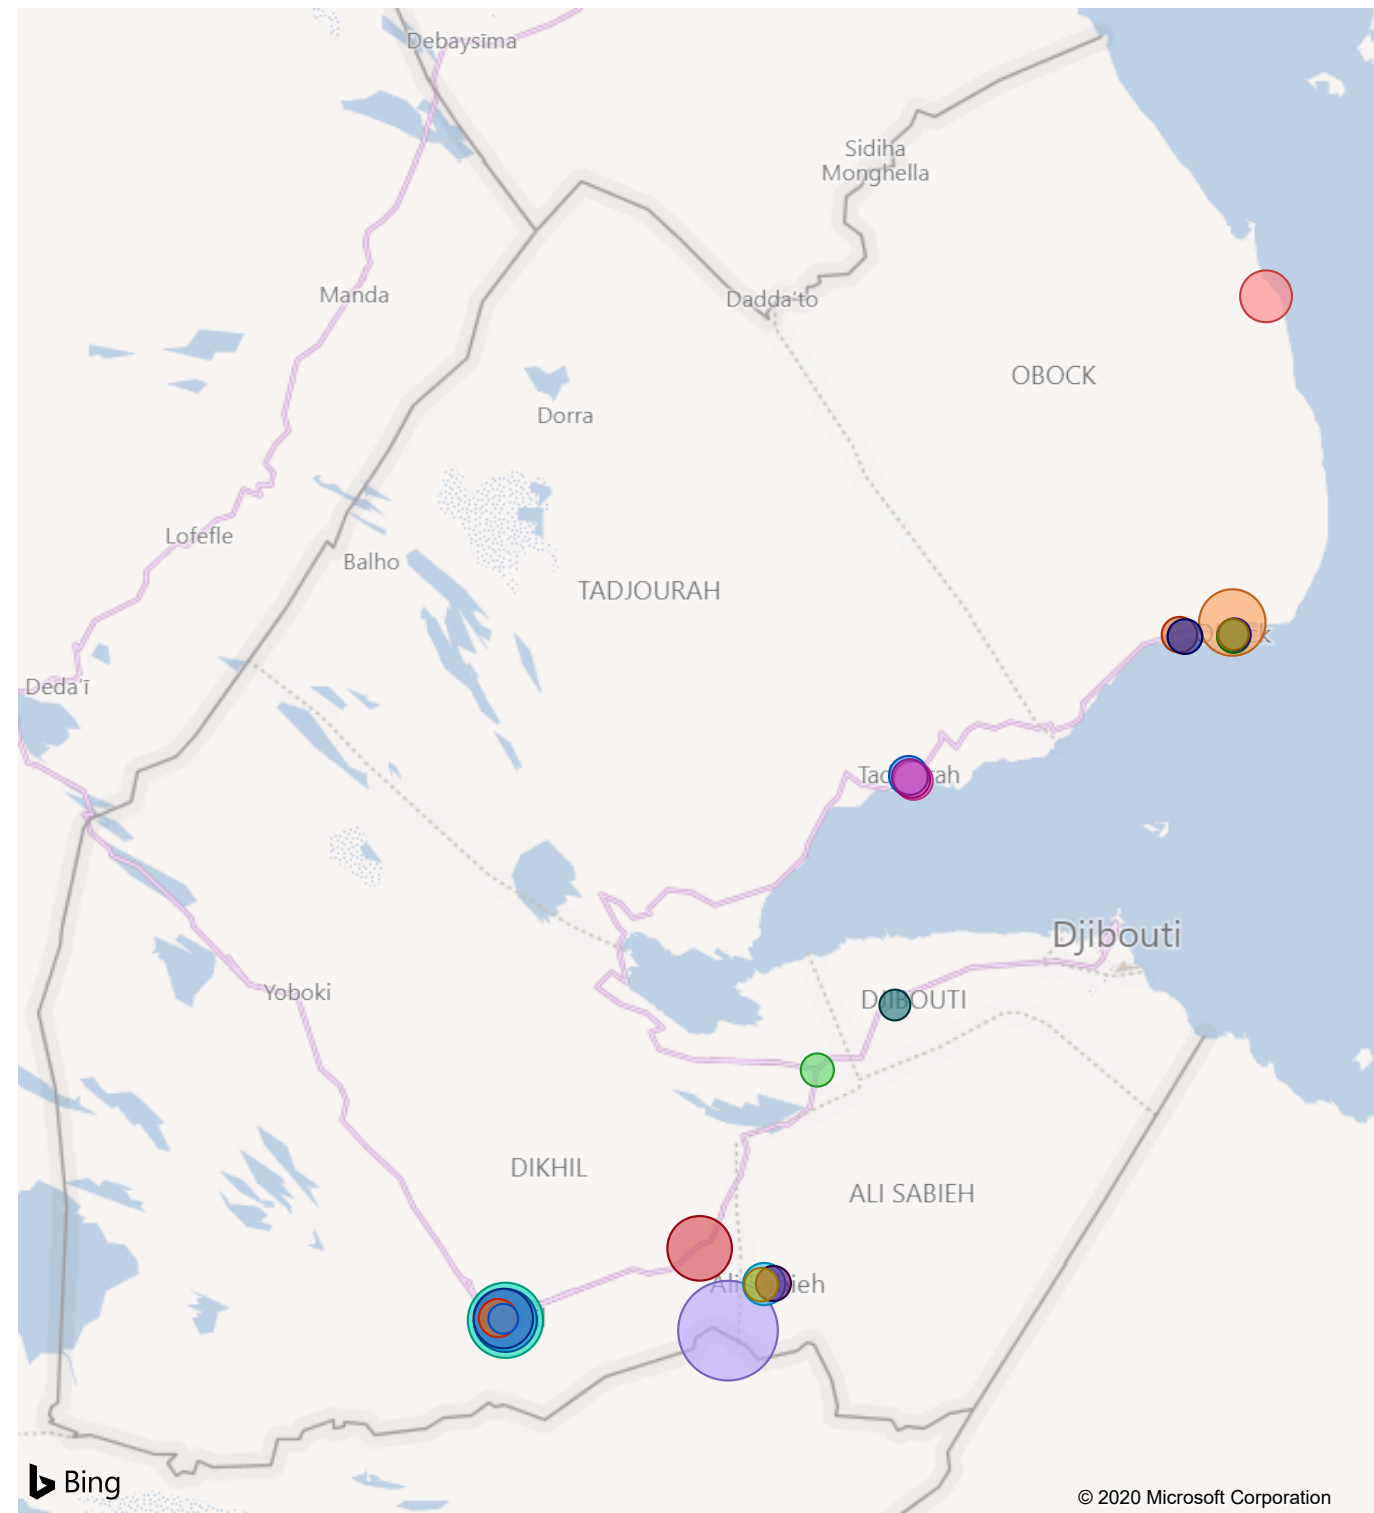 Debaysīma
Sidiha
Monghella
Manda
Dadda'to
OBOCK
Dorra
Lofefle
Balho
TADJOURAH
Deda'ī
Djibouti
DJIBOUTI
Yoboki
DIKHIL
ALI SABIEH
Bing
© 2020 Microsoft Corporation